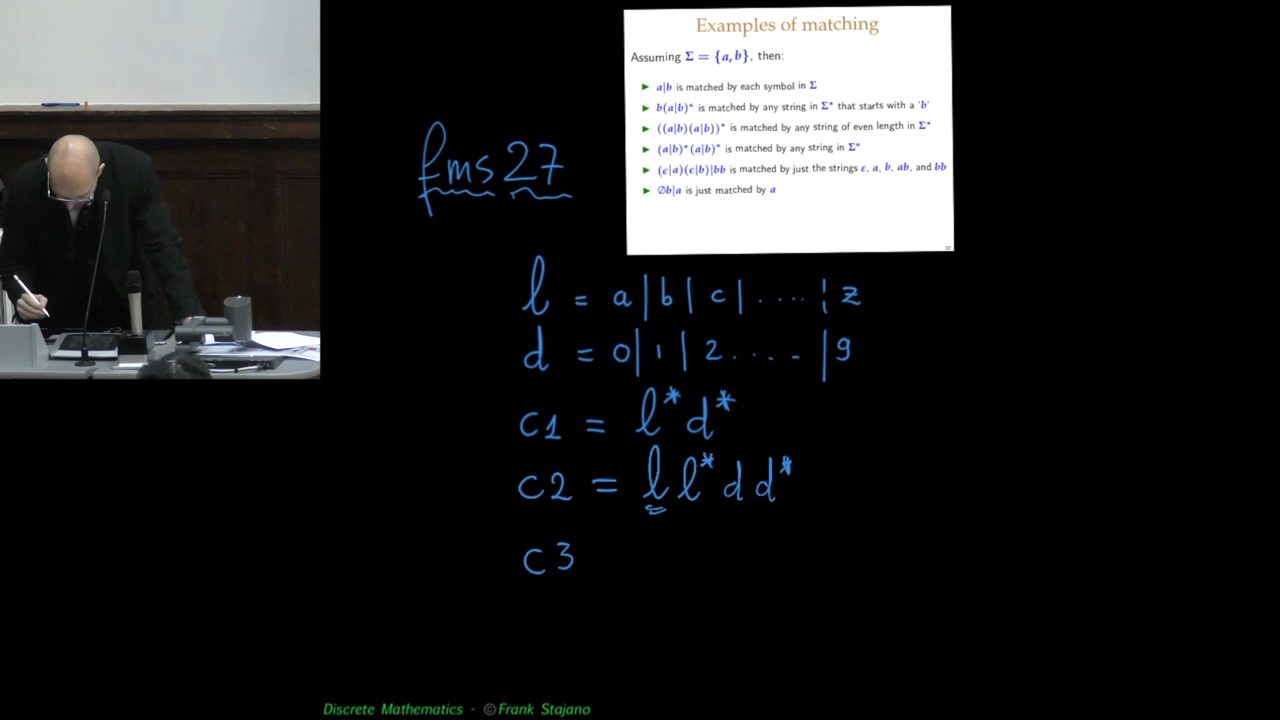 Examples of matching
Assuming Σ = {a, b}, then:
▶ a|b is matched by each symbol in Σ
▶ b(a|b)* is matched by any string in Σ* that starts with a 'b'
▶ ((a|b)(a|b))* is matched by any string of even length in Σ*
▶ (a|b)*(a|b)* is matched by any string in Σ*
▶ (ε|a)(ε|b)|bb is matched by just the strings ε, a, b, ab, and bb
▶ ∅b|a is just matched by a
37
fms27
l = a|b|c|....¦z
d = 0|1|2....-|9
c1 = l*d*
c2 = ll*dd*
c3
Discrete Mathematics - ©Frank Stajano